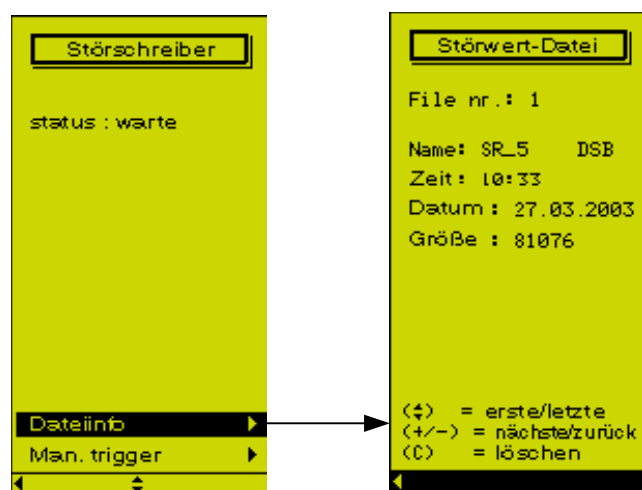 Störschreiber
status : warte
Dateiinfo
Man. trigger
Störwert-Datei
File nr.: 1
Name: SR_5 DSB
Zeit: 10:33
Datum : 27.03.2003
Größe : 81076
(▲▼) = erste/letzte
(+/-) = nächste/zurück
(C) = löschen